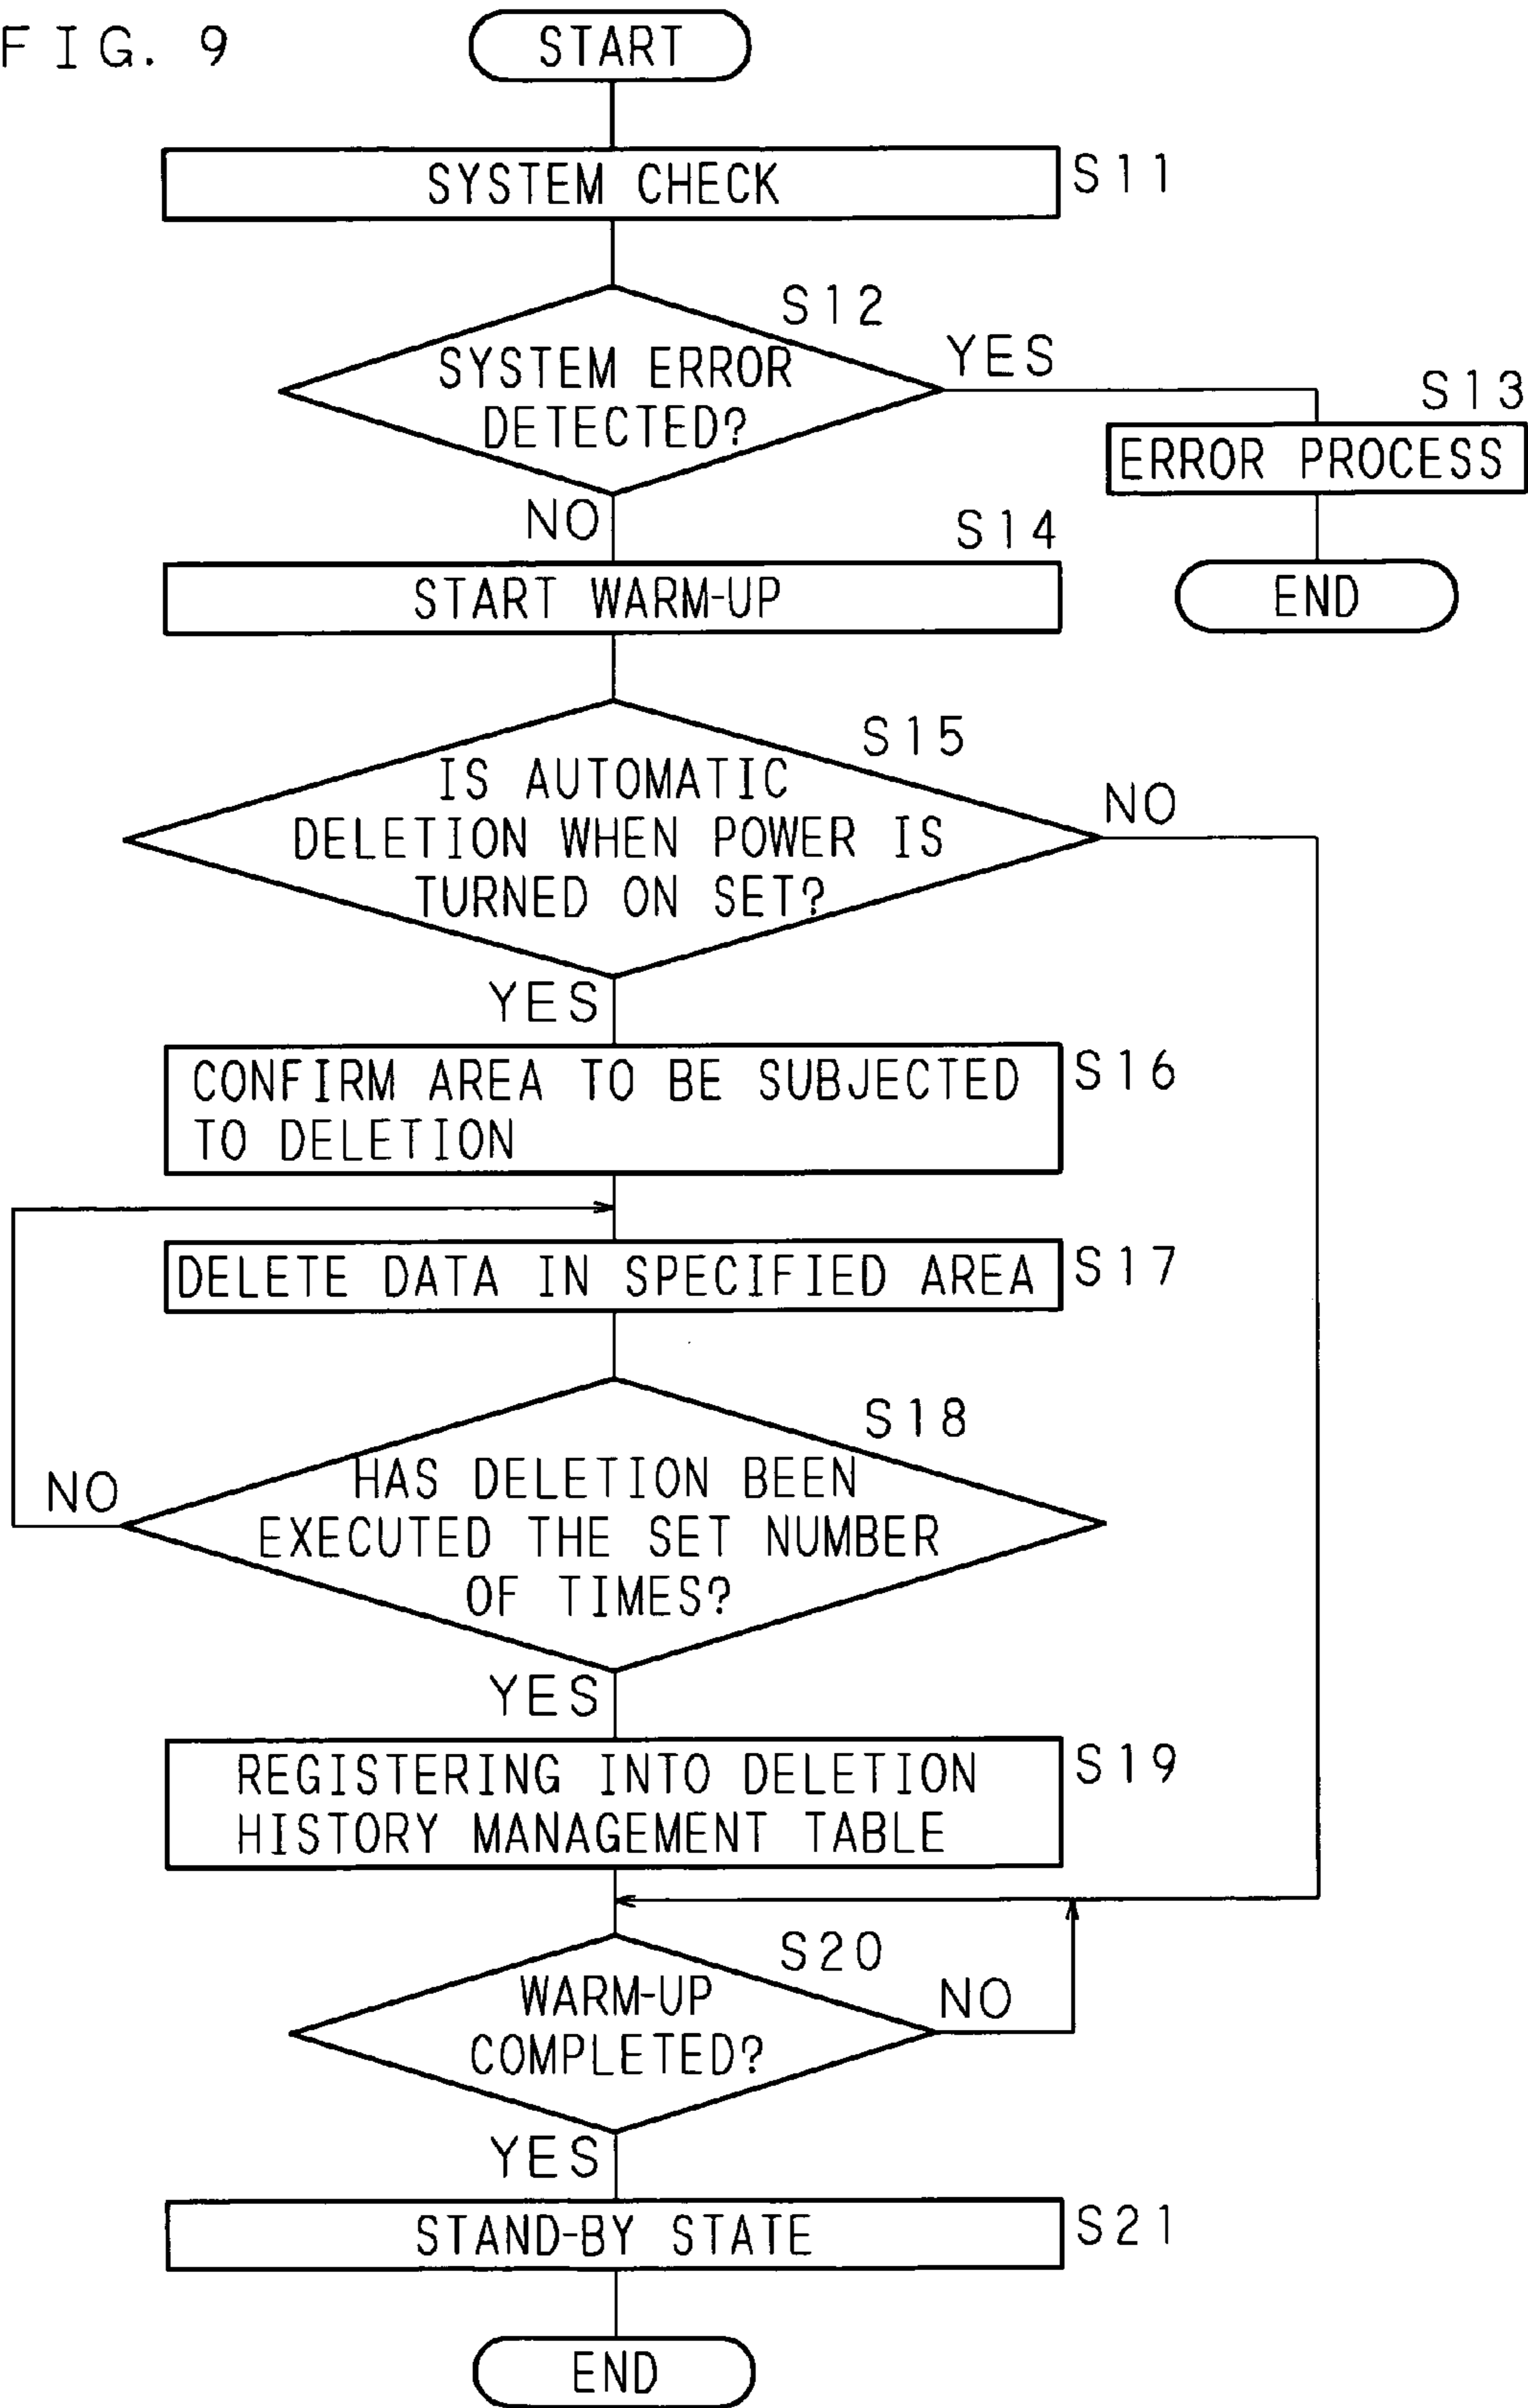 FIG. 9
START
SYSTEM CHECK
S11
S12
SYSTEM ERROR
DETECTED?
YES
S13
ERROR PROCESS
NO
S14
START WARM-UP
END
S15
IS AUTOMATIC
DELETION WHEN POWER IS
TURNED ON SET?
NO
YES
CONFIRM AREA TO BE SUBJECTED
TO DELETION
S16
DELETE DATA IN SPECIFIED AREA
S17
S18
HAS DELETION BEEN
EXECUTED THE SET NUMBER
OF TIMES?
NO
YES
REGISTERING INTO DELETION
HISTORY MANAGEMENT TABLE
S19
S20
WARM-UP
COMPLETED?
NO
YES
STAND-BY STATE
S21
END